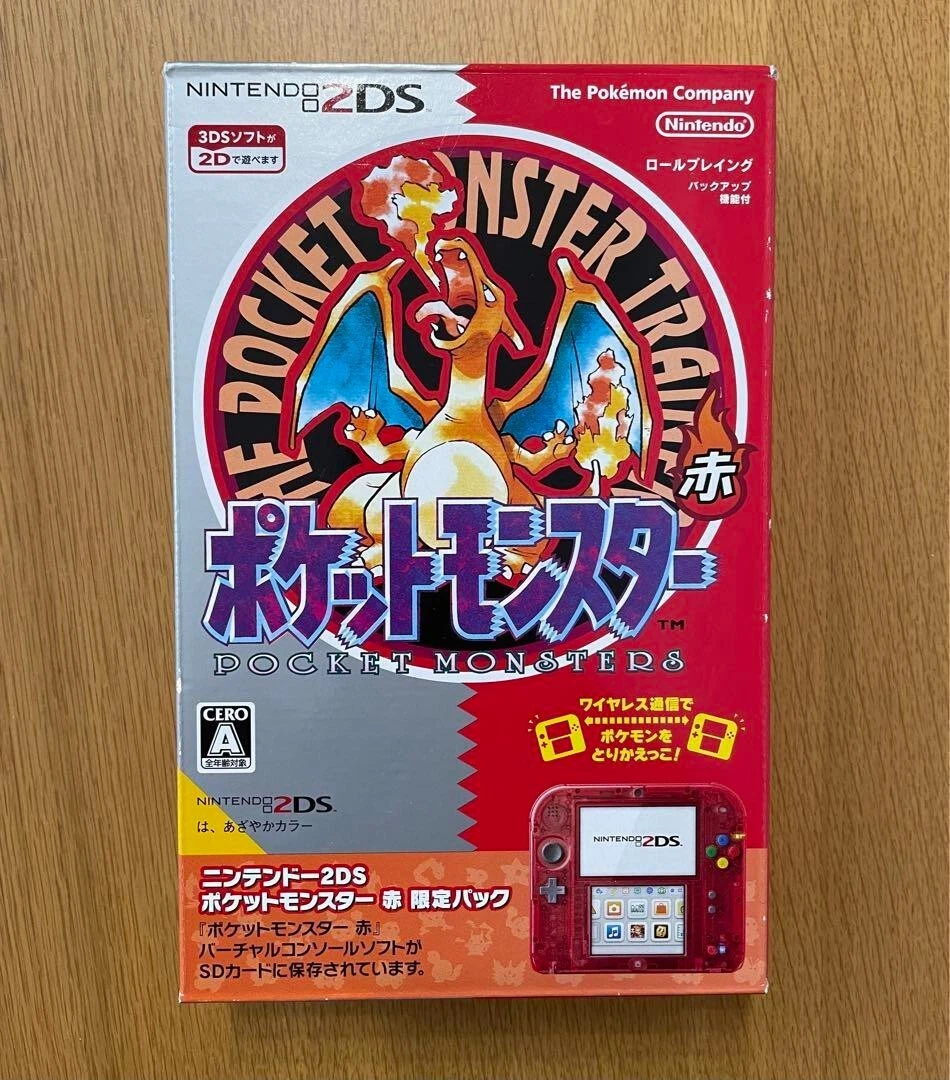 NINTENDO 2DS™
The Pokémon Company
Nintendo®
3DSソフトが
2Dで遊べます
ロールプレイング
バックアップ
機能付
THE POCKET MONSTER TRAINER
赤
ポケットモンスター™
POCKET MONSTERS
ワイヤレス通信で
ポケモンを
とりかえっこ!
CERO
A
全年齢対象
NINTENDO 2DS™
は、あざやかカラー
NINTENDO 2DS™
ニンテンドー2DS
ポケットモンスター 赤 限定パック
『ポケットモンスター 赤』
バーチャルコンソールソフトが
SDカードに保存されています。